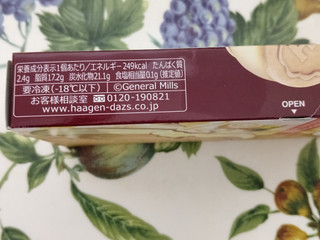 栄養成分表示1個あたり/エネルギー249kcal たんぱく質
2.4g 脂質17.2g 炭水化物21.1g 食塩相当量0.1g (推定値)
要冷凍(-18℃以下) ©General Mills
お客様相談室 0120-190821
www.haagen-dazs.co.jp
OPEN